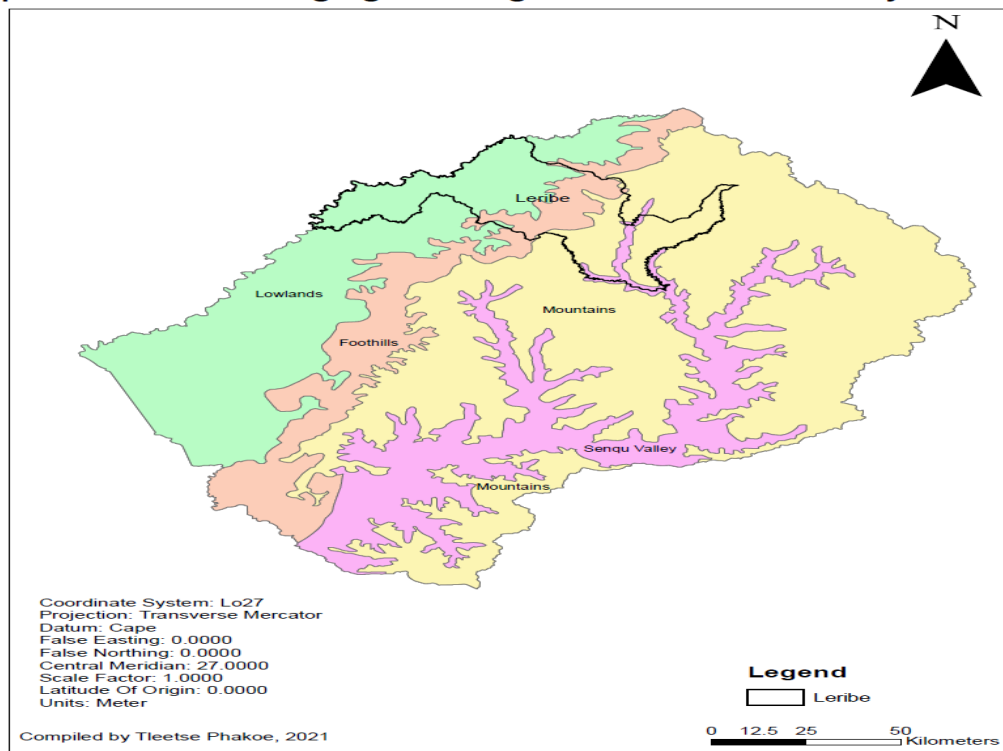 N
Leribe
Lowlands
Mountains
Foothills
Senqu Valley
Mountains
Coordinate System: Lo27
Projection: Transverse Mercator
Datum: Cape
False Easting: 0.0000
False Northing: 0.0000
Central Meridian: 27.0000
Scale Factor: 1.0000
Latitude Of Origin: 0.0000
Units: Meter
Compiled by Tleetse Phakoe, 2021
Legend
Leribe
0 12.5 25 50
Kilometers